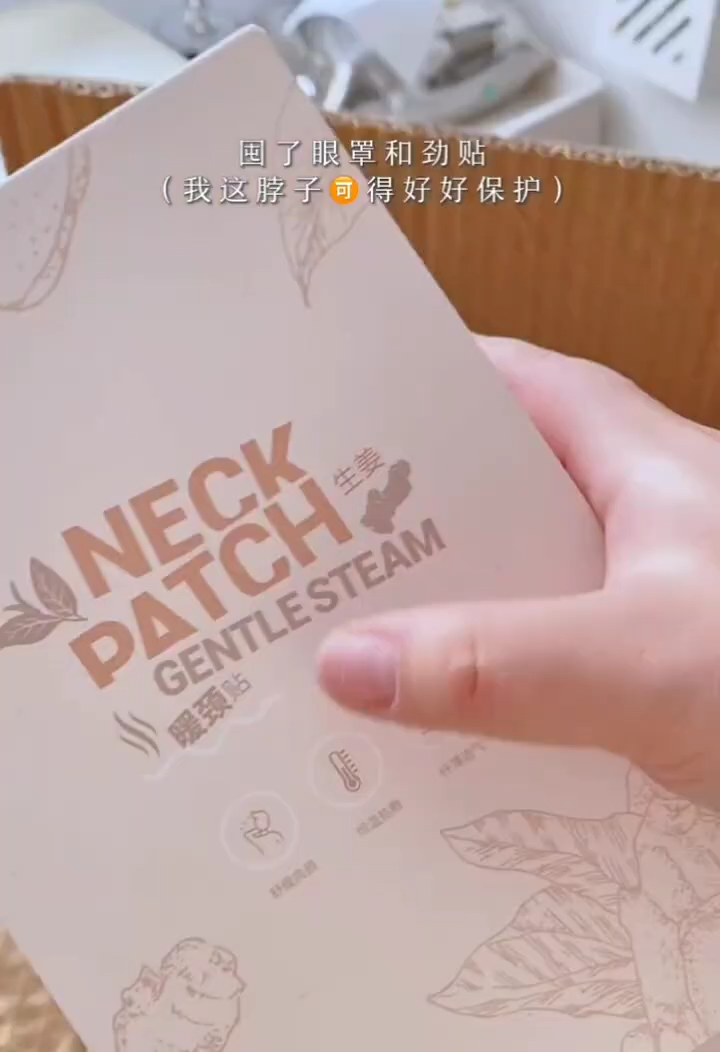 囤了眼罩和劲贴
（我这脖子🉑得好好保护）
NECK
PATCH
生姜
GENTLE STEAM
暖颈贴